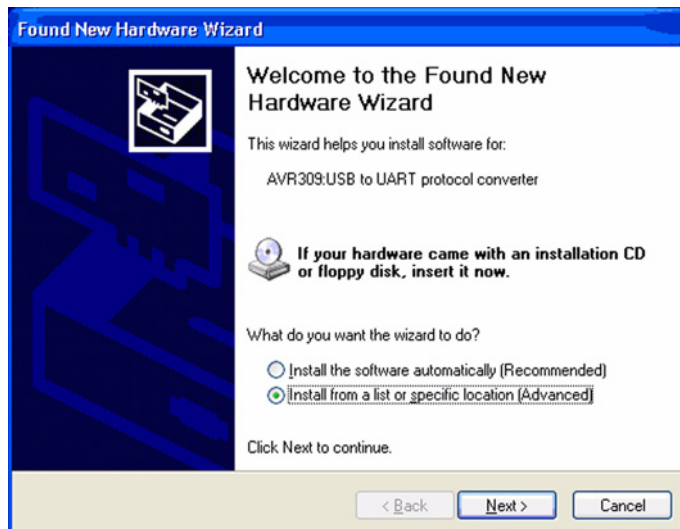 Found New Hardware Wizard
Welcome to the Found New
Hardware Wizard
This wizard helps you install software for:
AVR309:USB to UART protocol converter
If your hardware came with an installation CD
or floppy disk, insert it now.
What do you want the wizard to do?
Install the software automatically (Recommended)
Install from a list or specific location (Advanced)
Click Next to continue.
< Back Next > Cancel